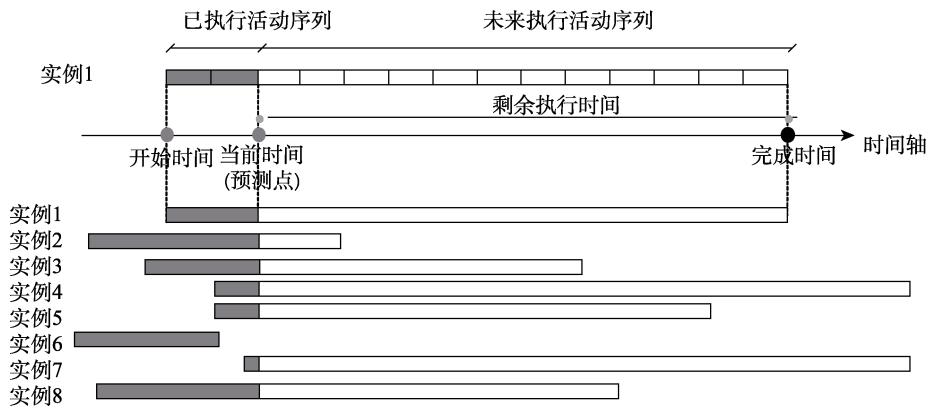 已执行活动序列
未来执行活动序列
实例1
剩余执行时间
开始时间
当前时间
(预测点)
完成时间
时间轴
实例1
实例2
实例3
实例4
实例5
实例6
实例7
实例8